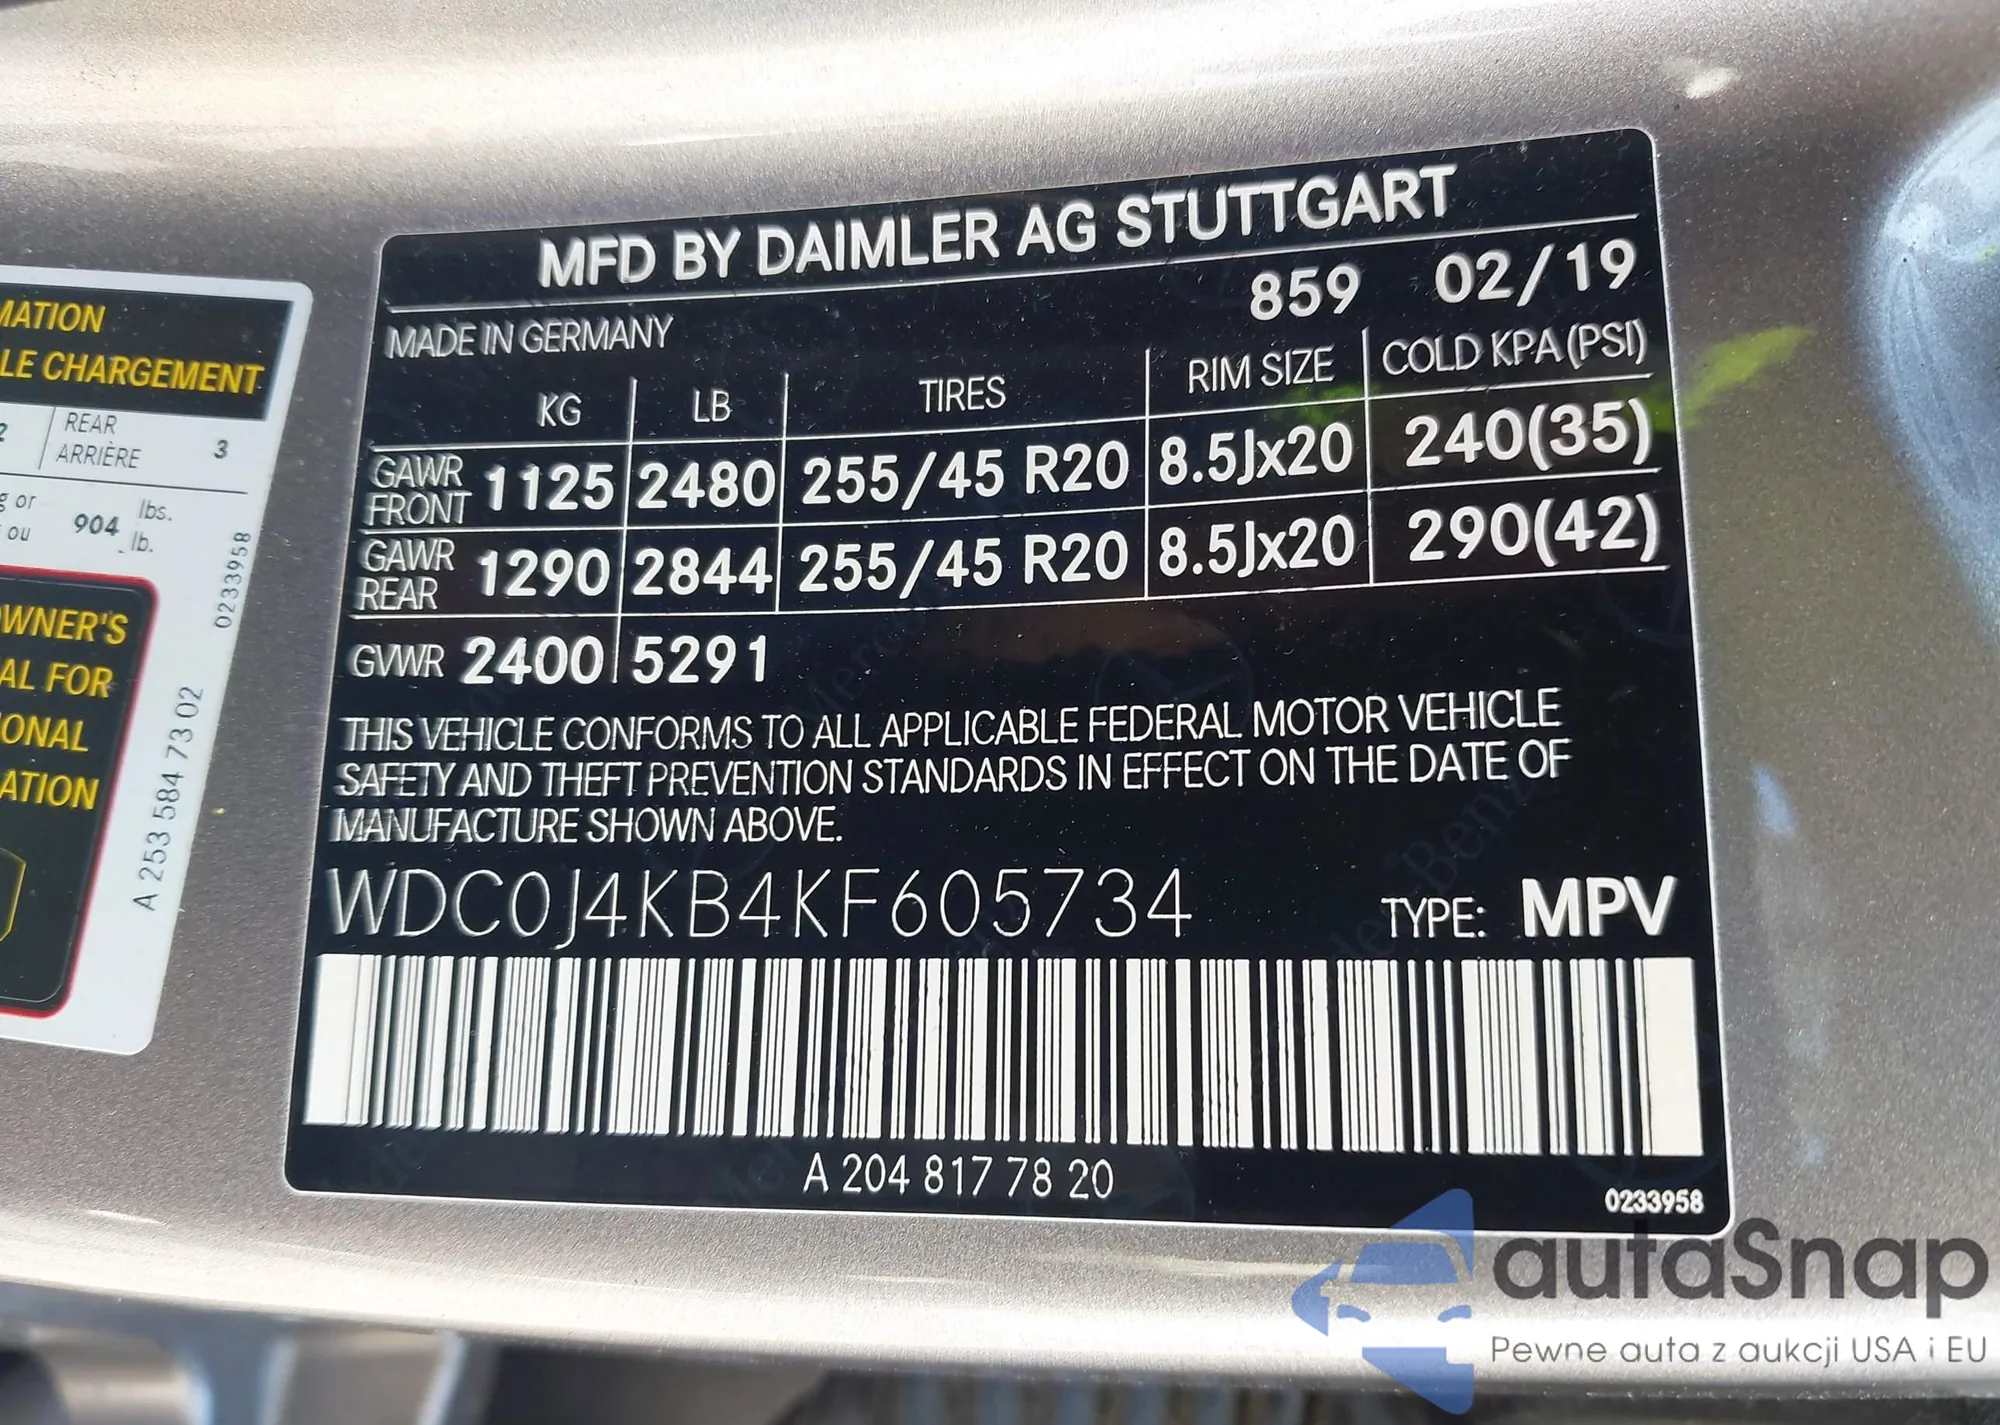 MATION
LE CHARGEMENT
2 REAR ARRIÈRE 3
g or
ou 904 lbs.
lb.
0233958
A 253 584 73 02
OWNER'S
AL FOR
ONAL
ATION
MFD BY DAIMLER AG STUTTGART
MADE IN GERMANY 859 02/19
KG LB TIRES RIM SIZE COLD KPA(PSI)
GAWR FRONT 1125 2480 255/45 R20 8.5Jx20 240(35)
GAWR REAR 1290 2844 255/45 R20 8.5Jx20 290(42)
GVWR 2400 5291
THIS VEHICLE CONFORMS TO ALL APPLICABLE FEDERAL MOTOR VEHICLE
SAFETY AND THEFT PREVENTION STANDARDS IN EFFECT ON THE DATE OF
MANUFACTURE SHOWN ABOVE.
WDC0J4KB4KF605734 TYPE: MPV
A 204 817 78 20
0233958
autaSnap
Pewne auta z aukcji USA i EU